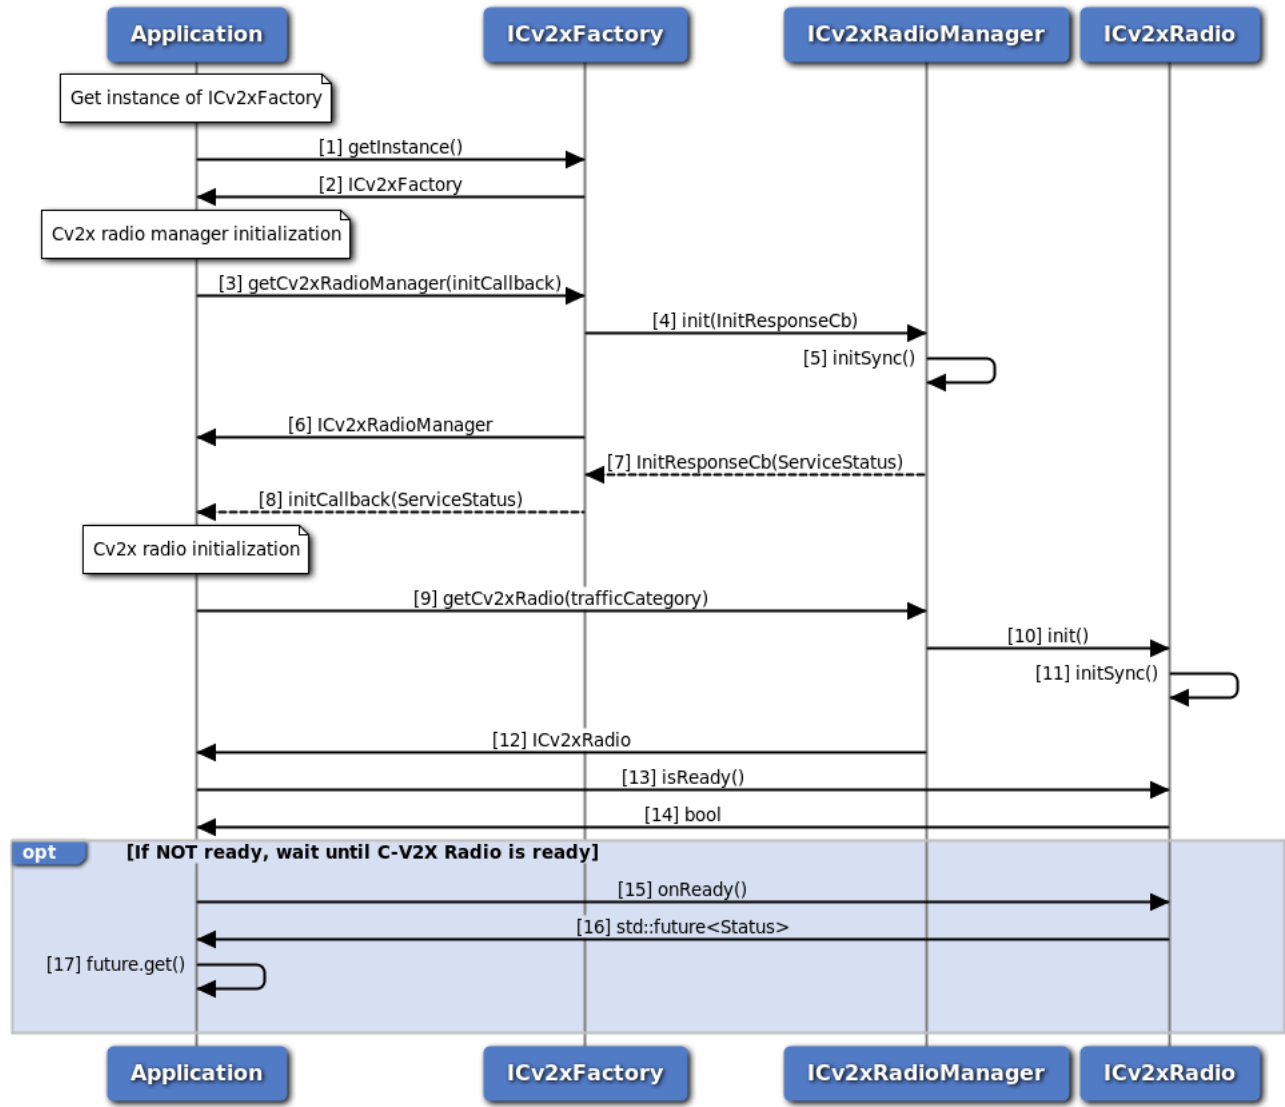 Application
ICv2xFactory
ICv2xRadioManager
ICv2xRadio
Get instance of ICv2xFactory
[1] getInstance()
[2] ICv2xFactory
Cv2x radio manager initialization
[3] getCv2xRadioManager(initCallback)
[4] init(InitResponseCb)
[5] initSync()
[6] ICv2xRadioManager
[7] InitResponseCb(ServiceStatus)
[8] initCallback(ServiceStatus)
Cv2x radio initialization
[9] getCv2xRadio(trafficCategory)
[10] init()
[11] initSync()
[12] ICv2xRadio
[13] isReady()
[14] bool
opt
[If NOT ready, wait until C-V2X Radio is ready]
[15] onReady()
[16] std::future<Status>
[17] future.get()
Application
ICv2xFactory
ICv2xRadioManager
ICv2xRadio